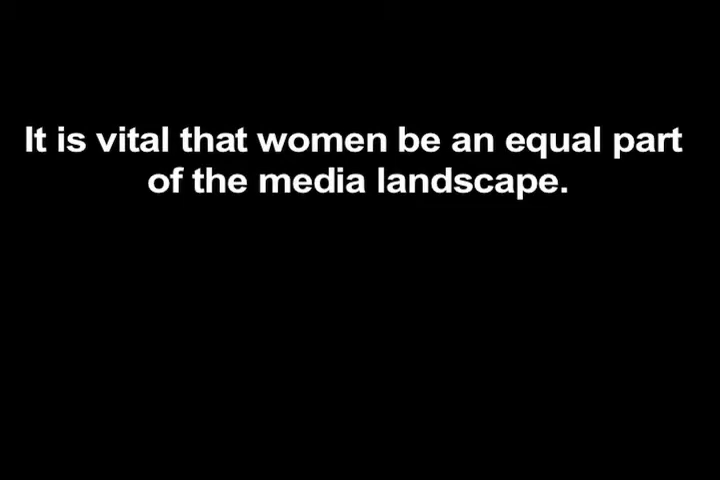 It is vital that women be an equal part
of the media landscape.